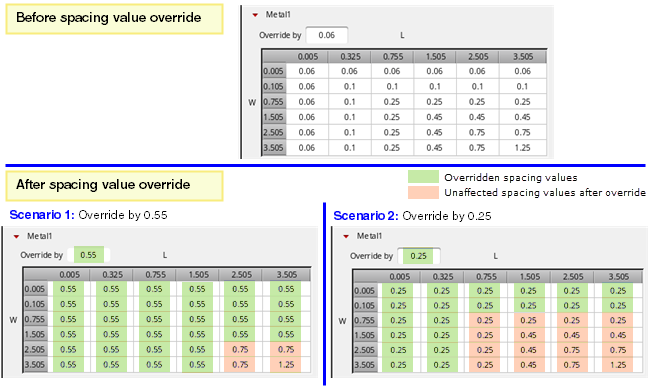 Before spacing value override
Metal1
Override by 0.06 L
0.005 0.325 0.755 1.505 2.505 3.505
0.005 0.06 0.06 0.06 0.06 0.06 0.06
0.105 0.06 0.1 0.1 0.1 0.1 0.1
W 0.755 0.06 0.1 0.25 0.25 0.25 0.25
1.505 0.06 0.1 0.25 0.45 0.45 0.45
2.505 0.06 0.1 0.25 0.45 0.75 0.75
3.505 0.06 0.1 0.25 0.45 0.75 1.25
After spacing value override
Overridden spacing values
Unaffected spacing values after override
Scenario 1: Override by 0.55
Metal1
Override by 0.55 L
0.005 0.325 0.755 1.505 2.505 3.505
0.005 0.55 0.55 0.55 0.55 0.55 0.55
0.105 0.55 0.55 0.55 0.55 0.55 0.55
W 0.755 0.55 0.55 0.55 0.55 0.55 0.55
1.505 0.55 0.55 0.55 0.55 0.55 0.55
2.505 0.55 0.55 0.55 0.55 0.75 0.75
3.505 0.55 0.55 0.55 0.55 0.75 1.25
Scenario 2: Override by 0.25
Metal1
Override by 0.25 L
0.005 0.325 0.755 1.505 2.505 3.505
0.005 0.25 0.25 0.25 0.25 0.25 0.25
0.105 0.25 0.25 0.25 0.25 0.25 0.25
W 0.755 0.25 0.25 0.25 0.25 0.25 0.25
1.505 0.25 0.25 0.25 0.45 0.45 0.45
2.505 0.25 0.25 0.25 0.45 0.75 0.75
3.505 0.25 0.25 0.25 0.45 0.75 1.25